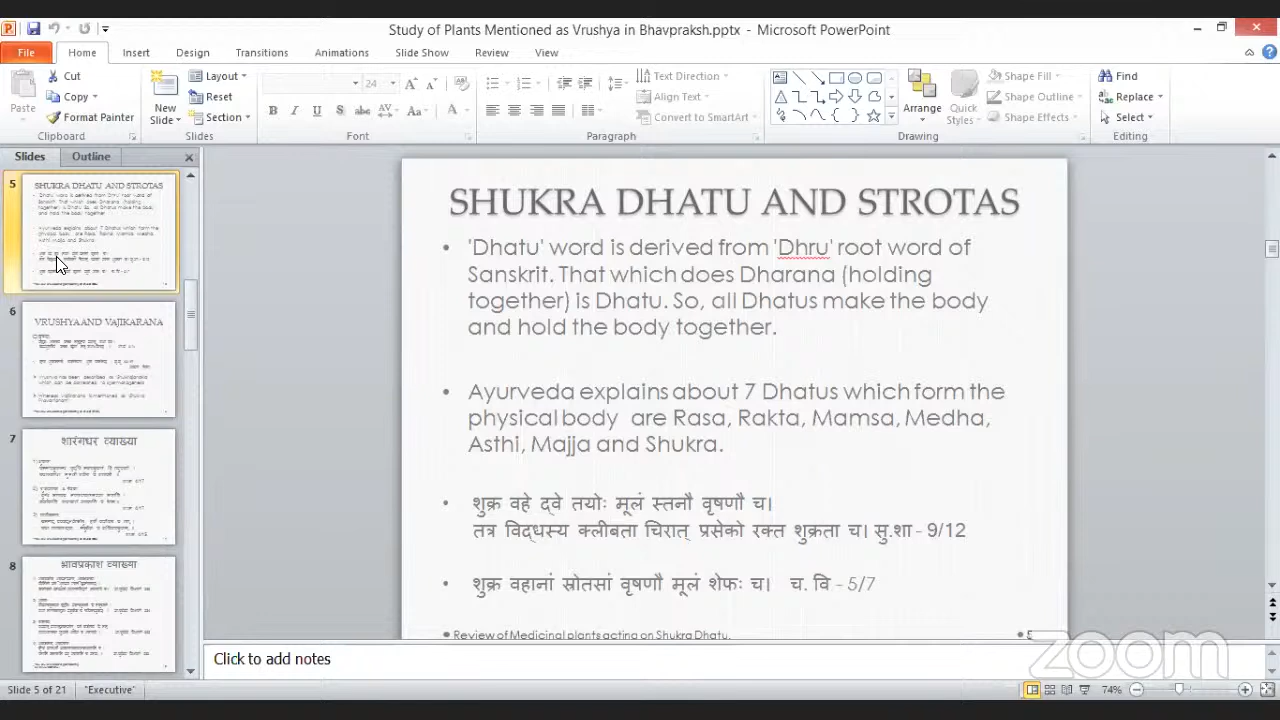 Study of Plants Mentioned as Vrushya in Bhavpraksh.pptx - Microsoft PowerPoint
File Home Insert Design Transitions Animations Slide Show Review View
Cut
Copy
Format Painter
Paste
Clipboard
New Slide
Layout
Reset
Section
Slides
24
Font
Paragraph
Text Direction
Align Text
Convert to SmartArt
Arrange
Quick Styles
Shape Fill
Shape Outline
Shape Effects
Drawing
Find
Replace
Select
Editing
Slides Outline
5
SHUKRA DHATU AND STROTAS
6
VRUSHYA AND VAJIKARANA
7
शारंगधर व्याख्या
8
भावप्रकाश व्याख्या
SHUKRA DHATU AND STROTAS
• 'Dhatu' word is derived from 'Dhru' root word of
Sanskrit. That which does Dharana (holding
together) is Dhatu. So, all Dhatus make the body
and hold the body together.
• Ayurveda explains about 7 Dhatus which form the
physical body are Rasa, Rakta, Mamsa, Medha,
Asthi, Majja and Shukra.
• शुक्र वहे द्वे तयोः मूलं स्तनौ वृषणौ च।
तत्र विद्धस्य क्लीबता चिरात् प्रसेको रक्त शुक्रता च। सु.शा - 9/12
• शुक्र वहानां स्रोतसां वृषणौ मूलं शेफः च। च. वि - 5/7
• Review of Medicinal plants acting on Shukra Dhatu
Click to add notes
Slide 5 of 21 "Executive" 74%
zoom